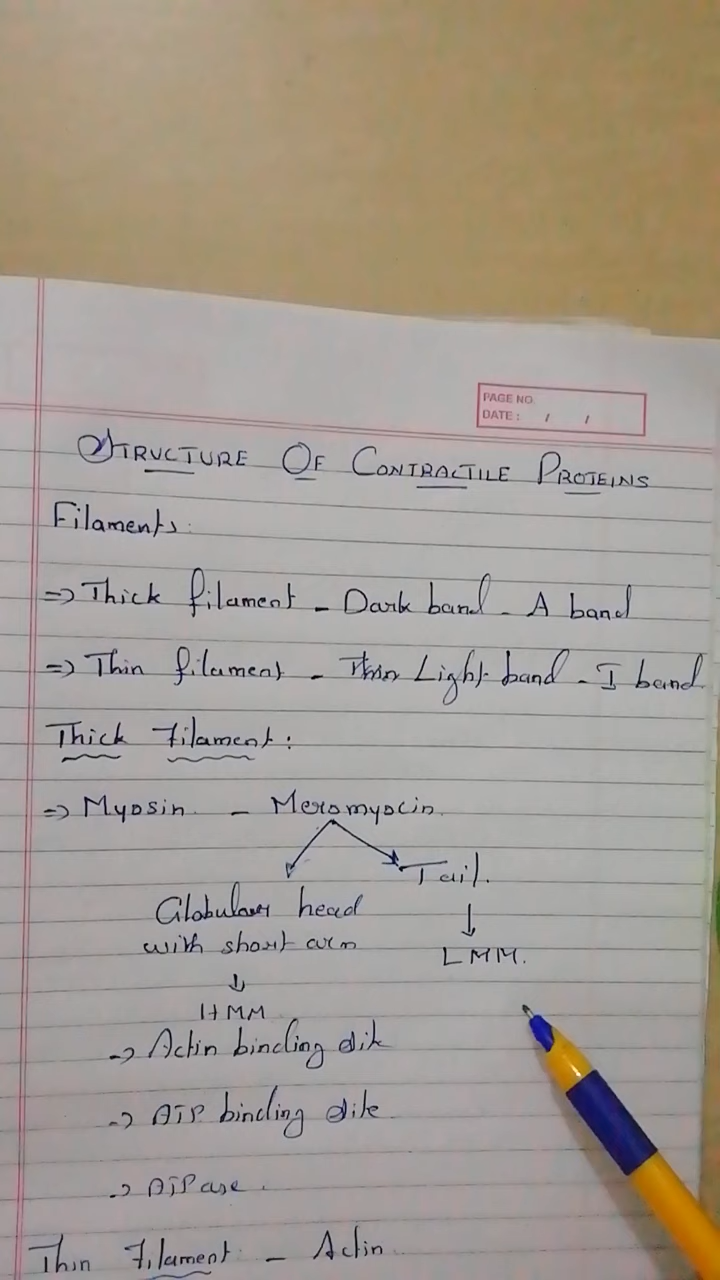 PAGE NO.
DATE : / /
STRUCTURE OF CONTRACTILE PROTEINS
Filaments:
=> Thick filament - Dark band - A band
=> Thin filament - Thin Light band - I band
Thick Filament:
=> Myosin - Meromyocin
Globular head with short arm
Tail.
↓
LMM.
↓
HMM
-> Actin binding site
-> ATP binding site
-> ATPase.
Thin Filament - Actin